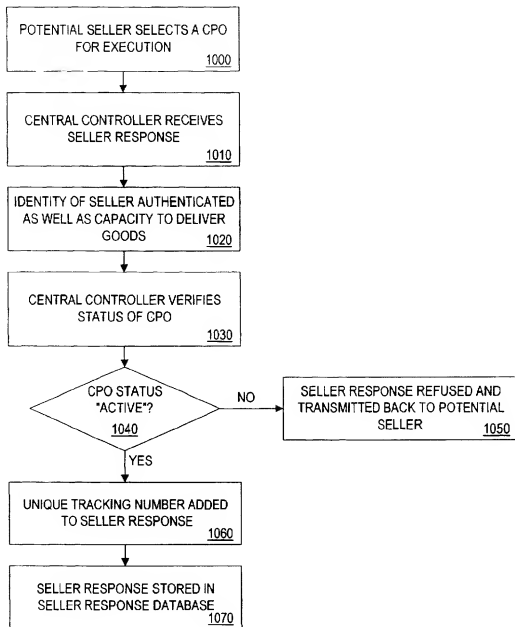 POTENTIAL SELLER SELECTS A CPO
FOR EXECUTION
1000
CENTRAL CONTROLLER RECEIVES
SELLER RESPONSE
1010
IDENTITY OF SELLER AUTHENTICATED
AS WELL AS CAPACITY TO DELIVER
GOODS
1020
CENTRAL CONTROLLER VERIFIES
STATUS OF CPO
1030
CPO STATUS
"ACTIVE"?
1040
NO
SELLER RESPONSE REFUSED AND
TRANSMITTED BACK TO POTENTIAL
SELLER
1050
YES
UNIQUE TRACKING NUMBER ADDED
TO SELLER RESPONSE
1060
SELLER RESPONSE STORED IN
SELLER RESPONSE DATABASE
1070